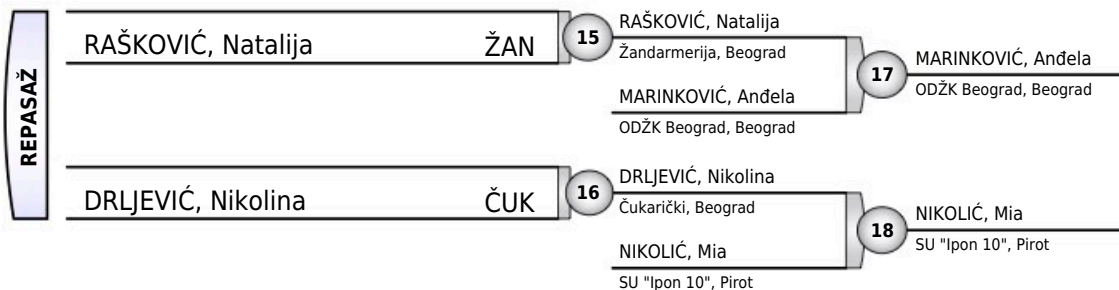 REPASAŽ
RAŠKOVIĆ, Natalija ŽAN
15
RAŠKOVIĆ, Natalija
Žandarmerija, Beograd
MARINKOVIĆ, Anđela
ODŽK Beograd, Beograd
17
MARINKOVIĆ, Anđela
ODŽK Beograd, Beograd
DRLJEVIĆ, Nikolina ČUK
16
DRLJEVIĆ, Nikolina
Čukarički, Beograd
NIKOLIĆ, Mia
SU "Ipon 10", Pirot
18
NIKOLIĆ, Mia
SU "Ipon 10", Pirot